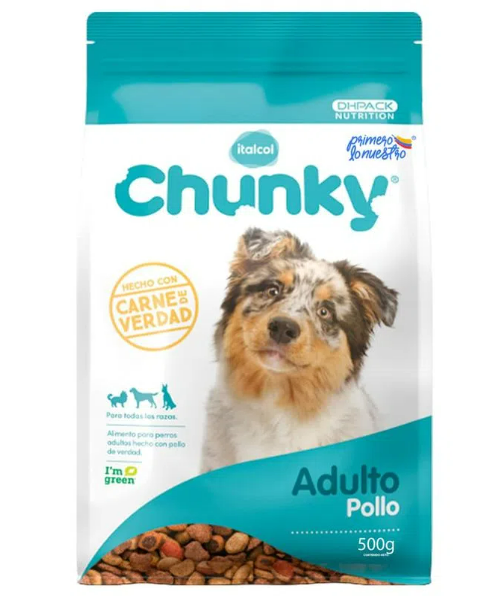 DHPACK
NUTRITION
primero
lo nuestro
italcol
Chunky®
HECHO CON
CARNE DE
VERDAD
Para todas las razas.
Alimento para perros
adultos hecho con pollo
de verdad.
I'm
green
Adulto
Pollo
500g